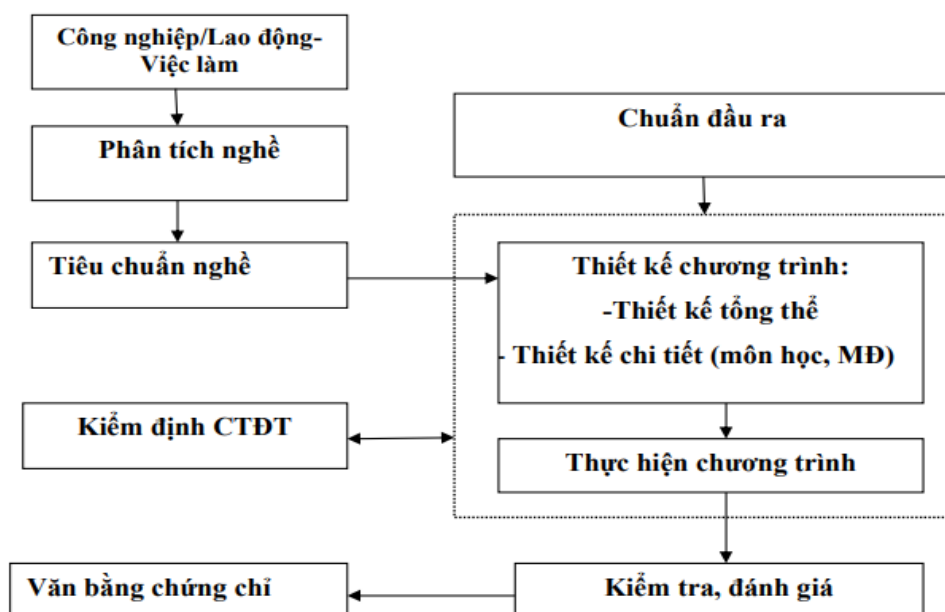 Công nghiệp/Lao động-
Việc làm
Chuẩn đầu ra
Phân tích nghề
Tiêu chuẩn nghề
Thiết kế chương trình:
-Thiết kế tổng thể
- Thiết kế chi tiết (môn học, MĐ)
Kiểm định CTĐT
Thực hiện chương trình
Văn bằng chứng chỉ
Kiểm tra, đánh giá